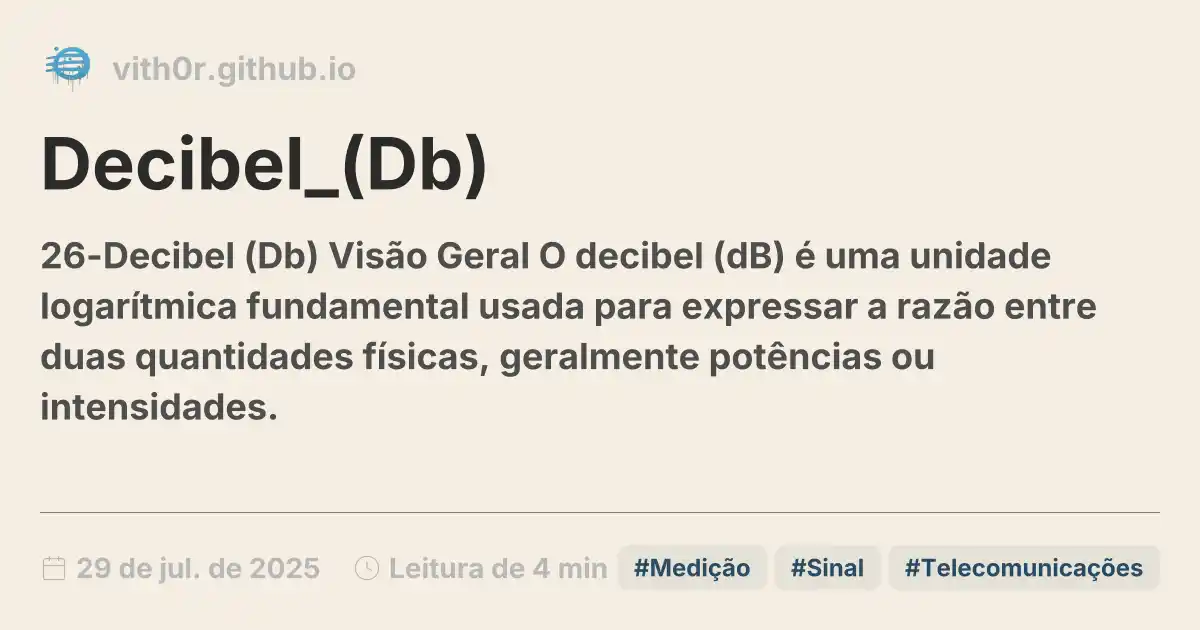 vith0r.github.io
Decibel_(Db)
26-Decibel (Db) Visão Geral O decibel (dB) é uma unidade
logarítmica fundamental usada para expressar a razão entre
duas quantidades físicas, geralmente potências ou
intensidades.
29 de jul. de 2025 Leitura de 4 min #Medição #Sinal #Telecomunicações